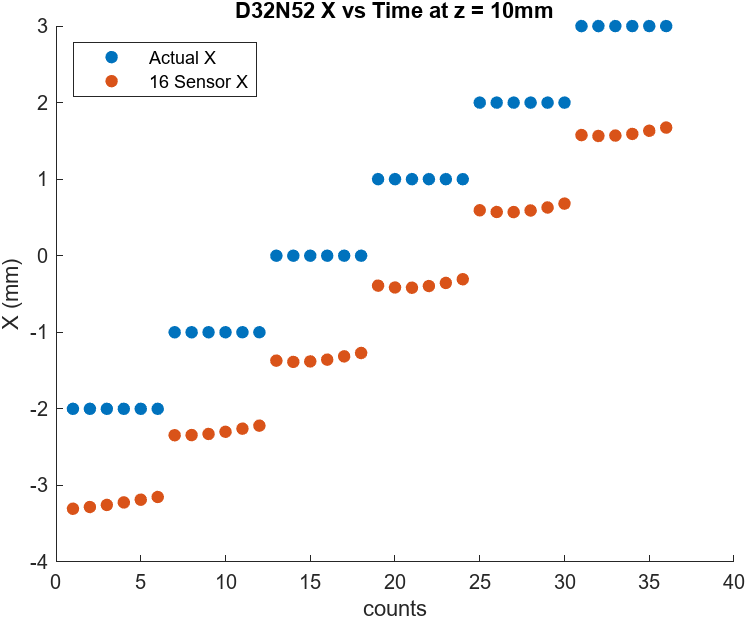 D32N52 X vs Time at z = 10mm
Actual X
16 Sensor X
3
2
1
0
-1
-2
-3
-4
X (mm)
0 5 10 15 20 25 30 35 40
counts